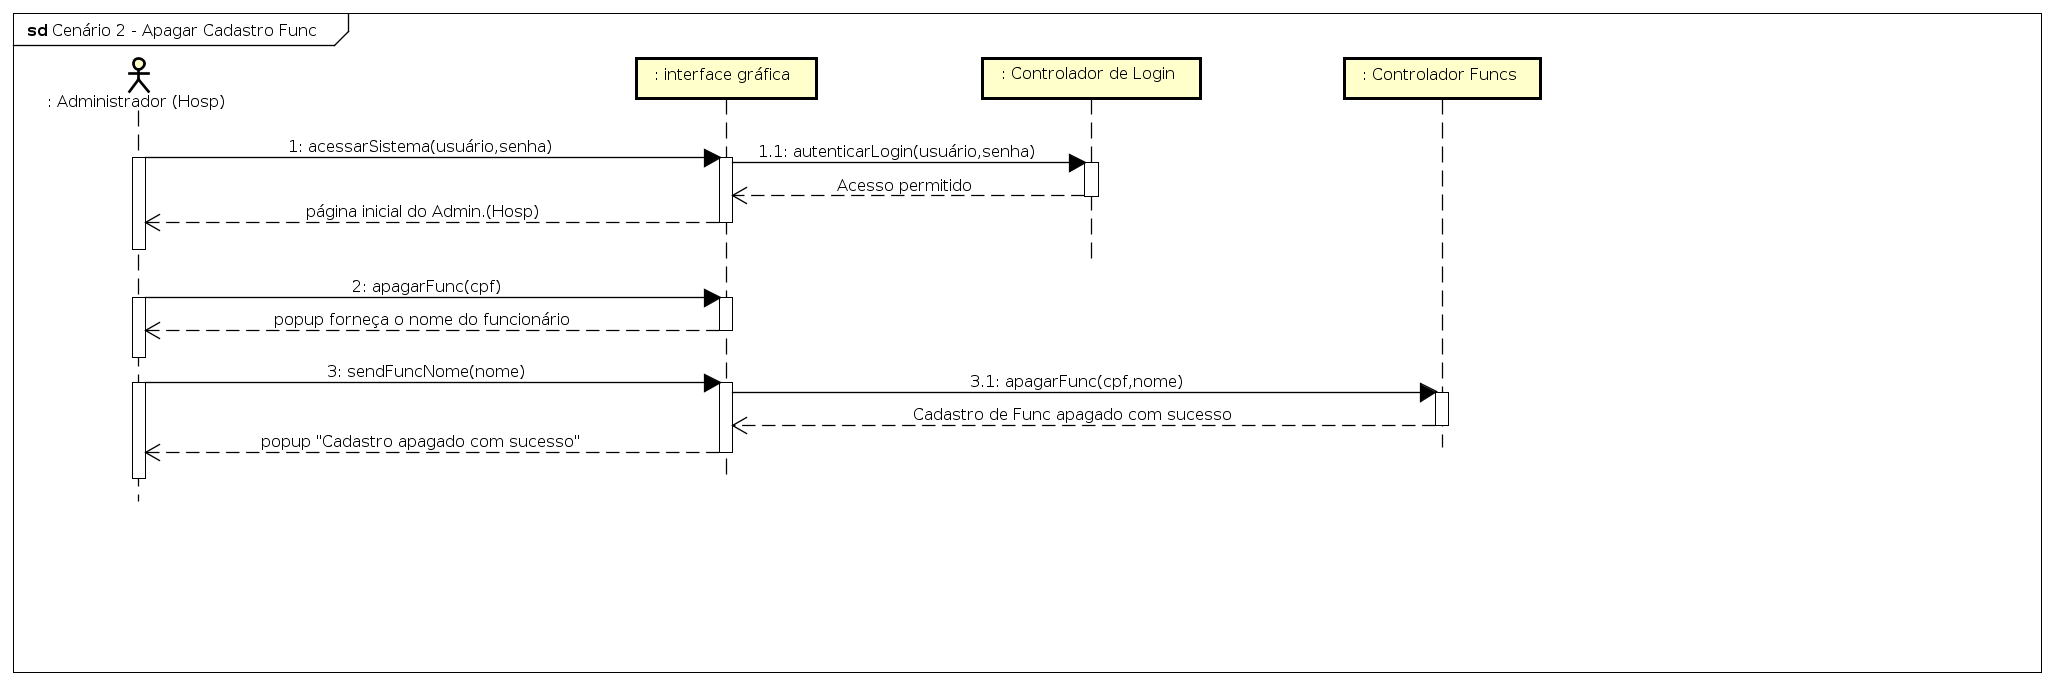 sd Cenário 2 - Apagar Cadastro Func
: Administrador (Hosp)
: interface gráfica
: Controlador de Login
: Controlador Funcs
1: acessarSistema(usuário,senha)
1.1: autenticarLogin(usuário,senha)
Acesso permitido
página inicial do Admin.(Hosp)
2: apagarFunc(cpf)
popup forneça o nome do funcionário
3: sendFuncNome(nome)
3.1: apagarFunc(cpf,nome)
Cadastro de Func apagado com sucesso
popup "Cadastro apagado com sucesso"